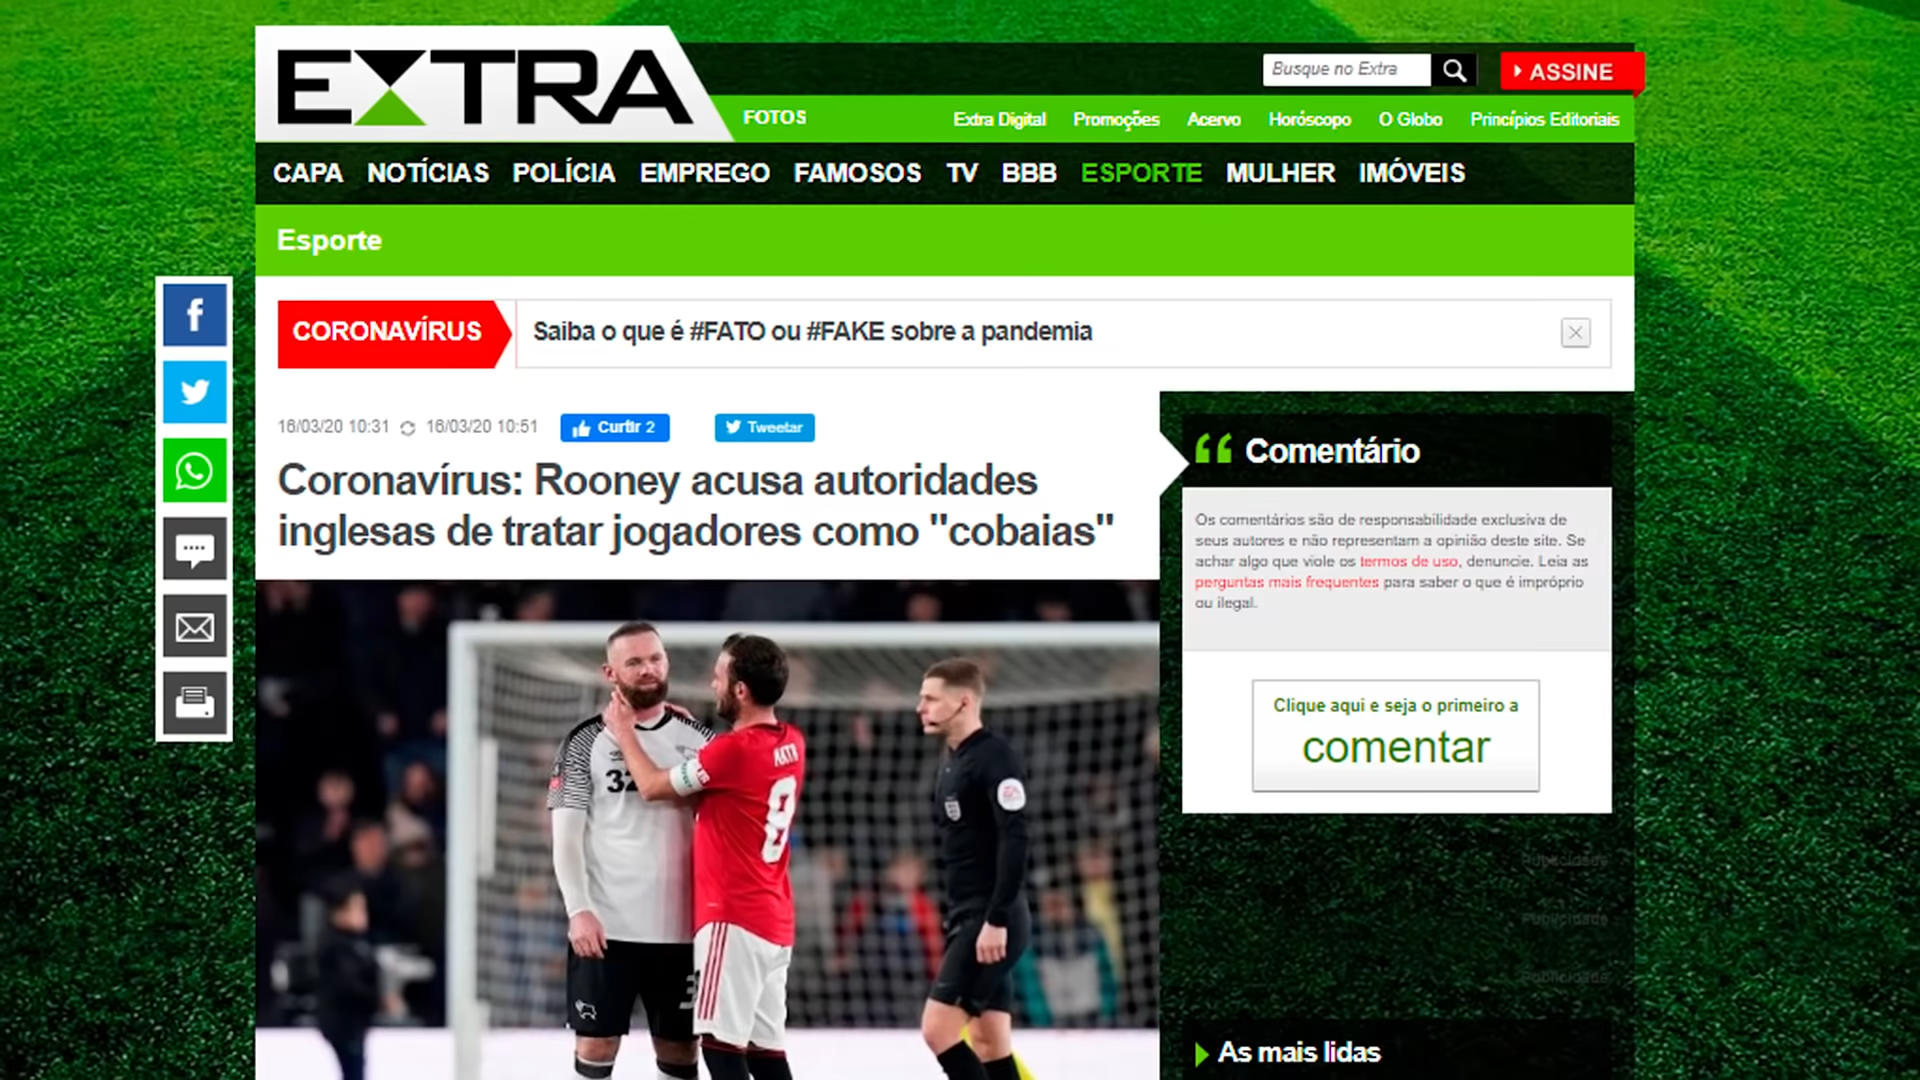 EXTRA
Busque no Extra
ASSINE
FOTOS
Extra Digital
Promoções
Acervo
Horóscopo
O Globo
Princípios Editoriais
CAPA NOTÍCIAS POLÍCIA EMPREGO FAMOSOS TV BBB ESPORTE MULHER IMÓVEIS
Esporte
CORONAVÍRUS
Saiba o que é #FATO ou #FAKE sobre a pandemia
16/03/20 10:31 16/03/20 10:51
Curtir 2
Tweetar
Coronavírus: Rooney acusa autoridades
inglesas de tratar jogadores como "cobaias"
Comentário
Os comentários são de responsabilidade exclusiva de
seus autores e não representam a opinião deste site. Se
achar algo que viole os termos de uso, denuncie. Leia as
perguntas mais frequentes para saber o que é impróprio
ou ilegal.
Clique aqui e seja o primeiro a
comentar
32
8
Publicidade
Publicidade
Publicidade
As mais lidas